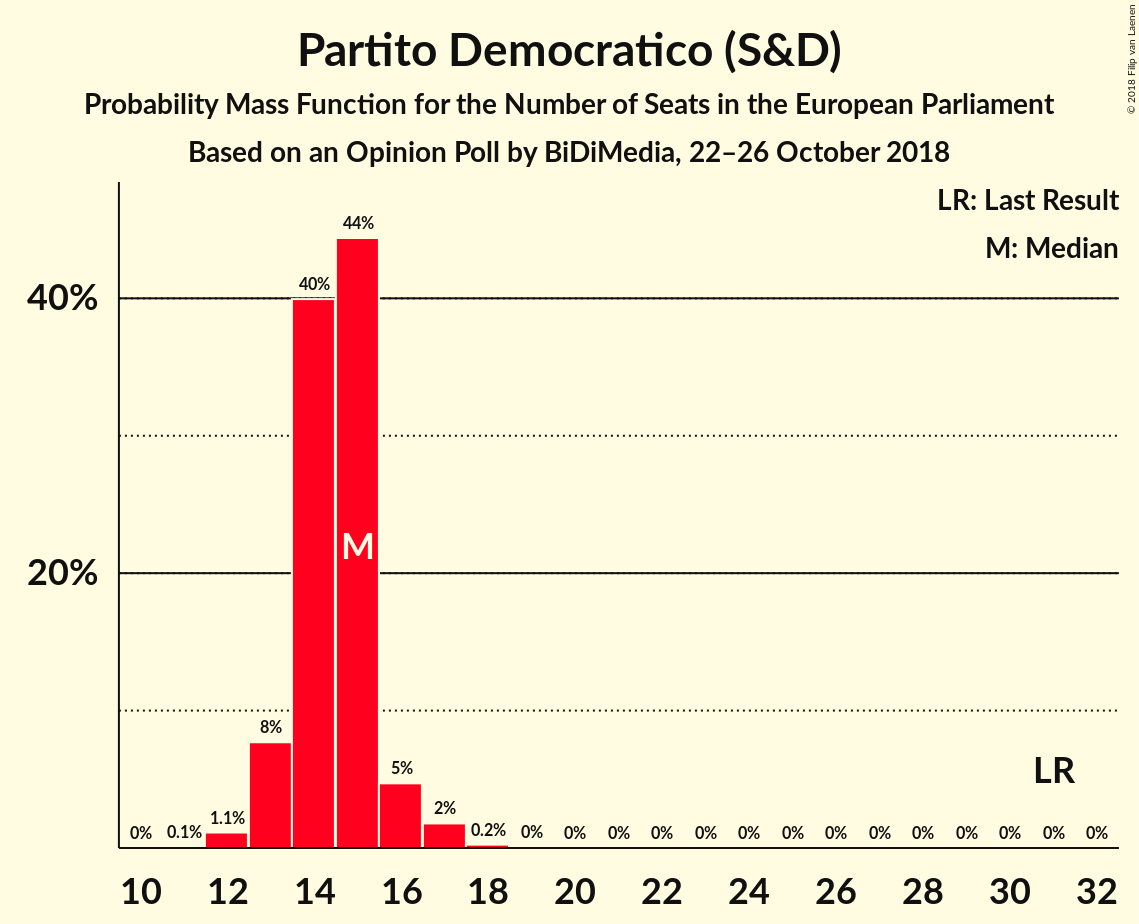 Partito Democratico (S&D)
Probability Mass Function for the Number of Seats in the European Parliament
Based on an Opinion Poll by BiDiMedia, 22–26 October 2018
© 2018 Filip van Laenen
LR: Last Result
M: Median
40%
20%
0%
0.1%
1.1%
8%
40%
44%
5%
2%
0.2%
0%
0%
0%
0%
0%
0%
0%
0%
0%
0%
0%
0%
0%
0%
M
LR
10 12 14 16 18 20 22 24 26 28 30 32